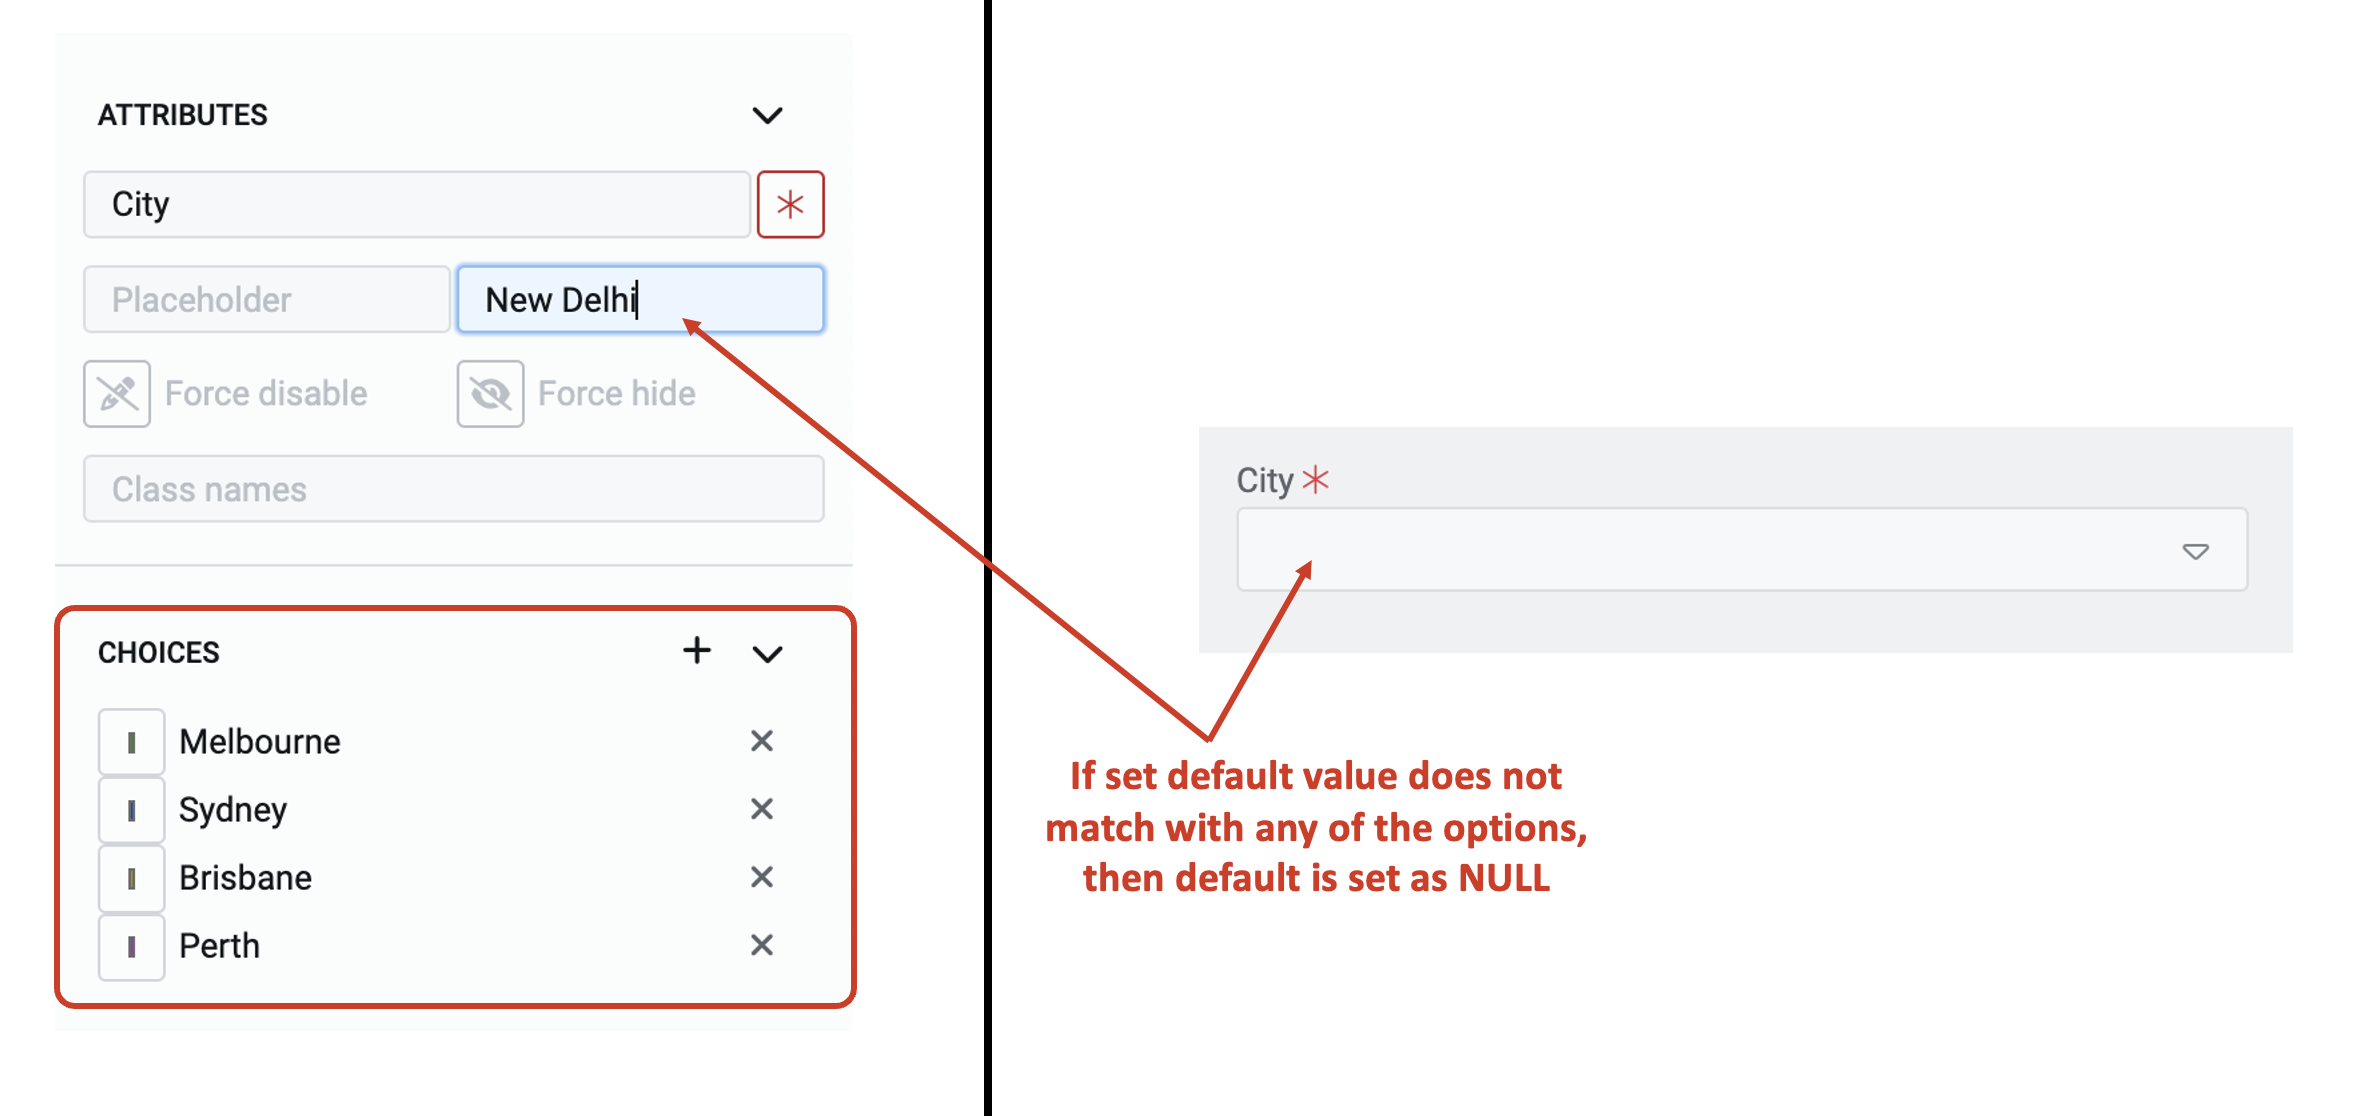 ATTRIBUTES
City
Placeholder
New Delhi
Force disable
Force hide
Class names
CHOICES
Melbourne
Sydney
Brisbane
Perth
City *
If set default value does not
match with any of the options,
then default is set as NULL